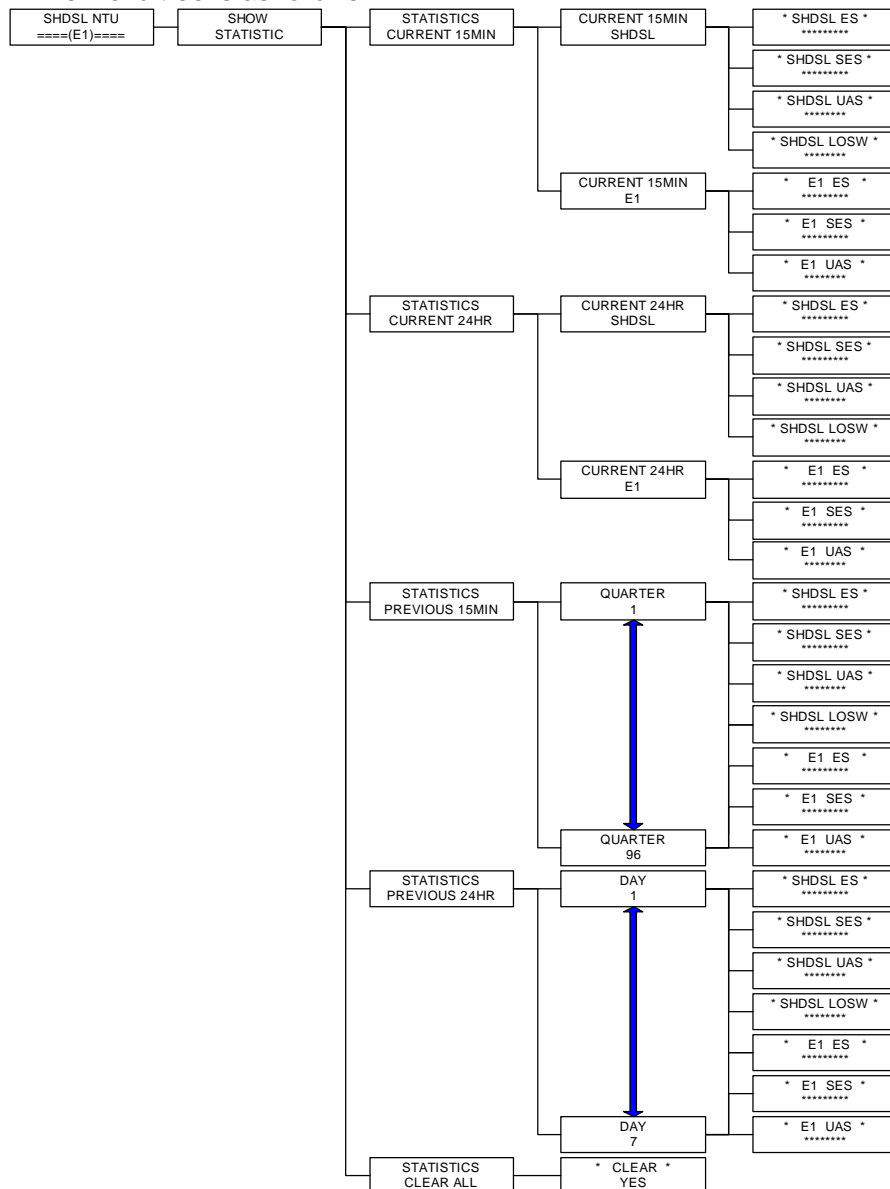 SHDSL NTU
====(E1)====
SHOW
STATISTIC
STATISTICS
CURRENT 15MIN
CURRENT 15MIN
SHDSL
* SHDSL ES *
*********
* SHDSL SES *
*********
* SHDSL UAS *
********
* SHDSL LOSW *
********
CURRENT 15MIN
E1
* E1 ES *
*********
* E1 SES *
*********
* E1 UAS *
********
STATISTICS
CURRENT 24HR
CURRENT 24HR
SHDSL
* SHDSL ES *
*********
* SHDSL SES *
*********
* SHDSL UAS *
********
* SHDSL LOSW *
********
CURRENT 24HR
E1
* E1 ES *
*********
* E1 SES *
*********
* E1 UAS *
********
STATISTICS
PREVIOUS 15MIN
QUARTER
1
* SHDSL ES *
*********
* SHDSL SES *
*********
* SHDSL UAS *
********
* SHDSL LOSW *
********
* E1 ES *
*********
* E1 SES *
*********
QUARTER
96
* E1 UAS *
********
STATISTICS
PREVIOUS 24HR
DAY
1
* SHDSL ES *
*********
* SHDSL SES *
*********
* SHDSL UAS *
********
* SHDSL LOSW *
********
* E1 ES *
*********
* E1 SES *
*********
DAY
7
* E1 UAS *
********
STATISTICS
CLEAR ALL
* CLEAR *
YES